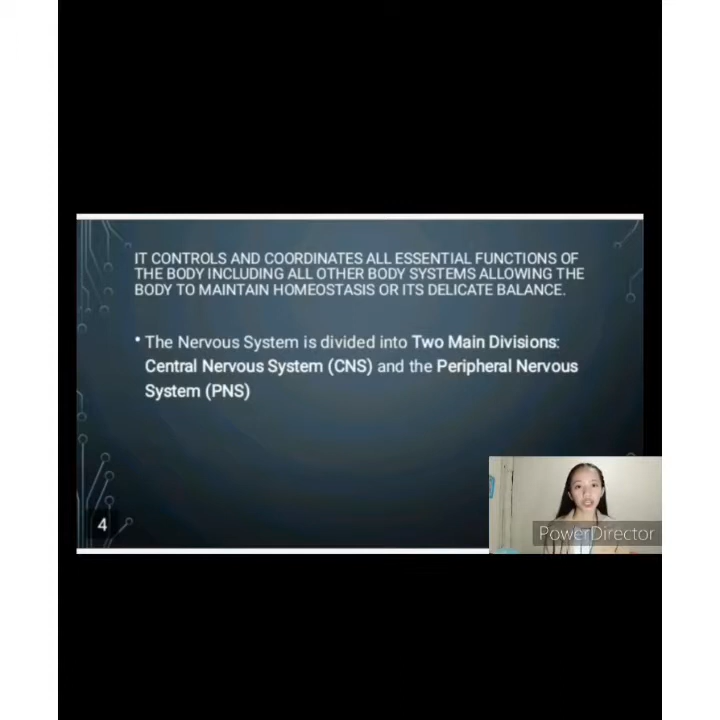 IT CONTROLS AND COORDINATES ALL ESSENTIAL FUNCTIONS OF
THE BODY INCLUDING ALL OTHER BODY SYSTEMS ALLOWING THE
BODY TO MAINTAIN HOMEOSTASIS OR ITS DELICATE BALANCE.
• The Nervous System is divided into Two Main Divisions:
Central Nervous System (CNS) and the Peripheral Nervous
System (PNS)
4
PowerDirector